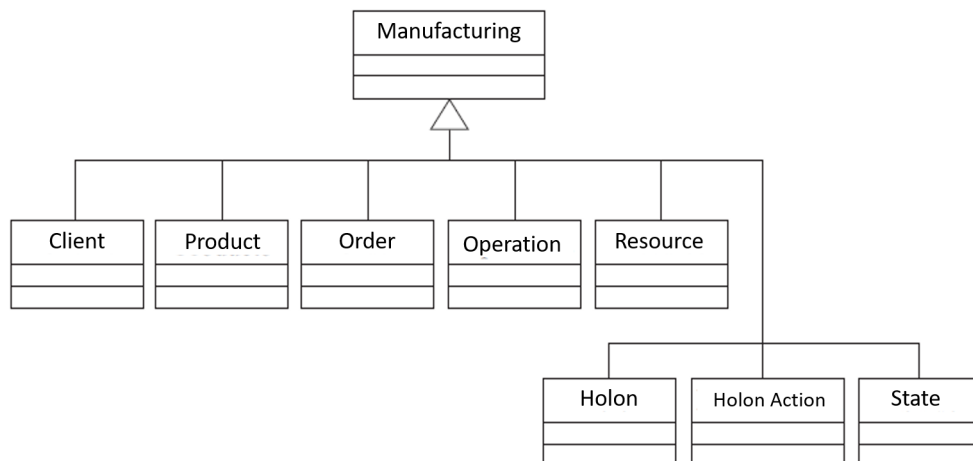 Manufacturing
Client
Product
Order
Operation
Resource
Holon
Holon Action
State